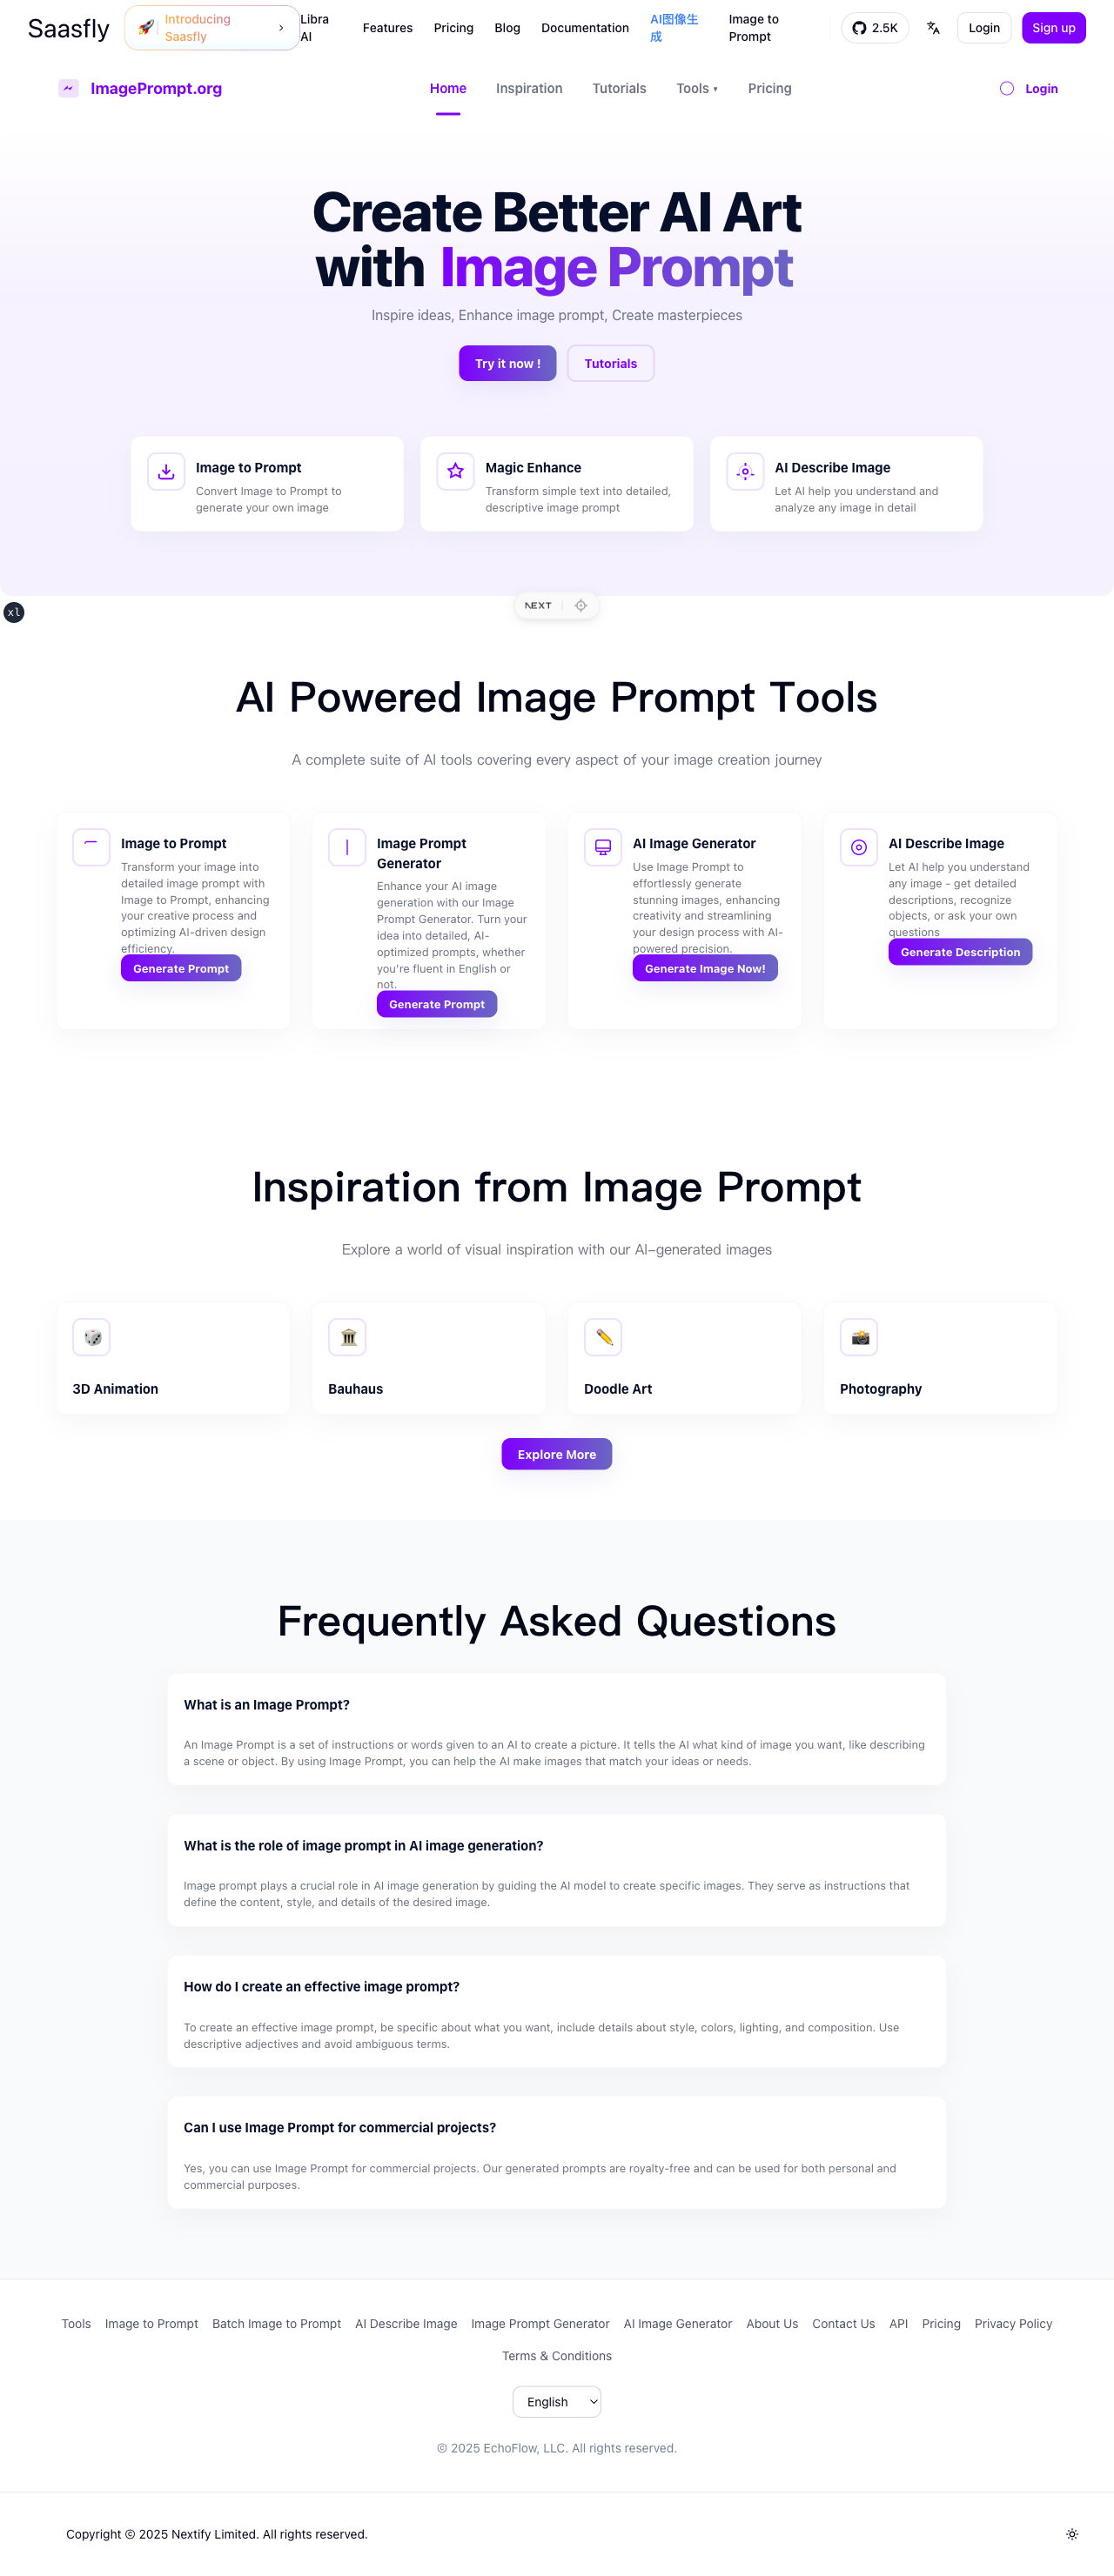 Saasfly
Introducing
Saasfly
Libra
AI
Features
Pricing
Blog
Documentation
AI图像生
成
Image to
Prompt
2.5K
Login
Sign up
ImagePrompt.org
Home
Inspiration
Tutorials
Tools
Pricing
Login
Create Better AI Art
with Image Prompt
Inspire ideas, Enhance image prompt, Create masterpieces
Try it now !
Tutorials
Image to Prompt
Convert Image to Prompt to
generate your own image
Magic Enhance
Transform simple text into detailed,
descriptive image prompt
AI Describe Image
Let AI help you understand and
analyze any image in detail
xl
NEXT
AI Powered Image Prompt Tools
A complete suite of AI tools covering every aspect of your image creation journey
Image to Prompt
Transform your image into
detailed image prompt with
Image to Prompt, enhancing
your creative process and
optimizing AI-driven design
efficiency.
Generate Prompt
Image Prompt
Generator
Enhance your AI image
generation with our Image
Prompt Generator. Turn your
idea into detailed, AI-
optimized prompts, whether
you're fluent in English or
not.
Generate Prompt
AI Image Generator
Use Image Prompt to
effortlessly generate
stunning images, enhancing
creativity and streamlining
your design process with AI-
powered precision.
Generate Image Now!
AI Describe Image
Let AI help you understand
any image - get detailed
descriptions, recognize
objects, or ask your own
questions
Generate Description
Inspiration from Image Prompt
Explore a world of visual inspiration with our AI-generated images
3D Animation
Bauhaus
Doodle Art
Photography
Explore More
Frequently Asked Questions
What is an Image Prompt?
An Image Prompt is a set of instructions or words given to an AI to create a picture. It tells the AI what kind of image you want, like describing
a scene or object. By using Image Prompt, you can help the AI make images that match your ideas or needs.
What is the role of image prompt in AI image generation?
Image prompt plays a crucial role in AI image generation by guiding the AI model to create specific images. They serve as instructions that
define the content, style, and details of the desired image.
How do I create an effective image prompt?
To create an effective image prompt, be specific about what you want, include details about style, colors, lighting, and composition. Use
descriptive adjectives and avoid ambiguous terms.
Can I use Image Prompt for commercial projects?
Yes, you can use Image Prompt for commercial projects. Our generated prompts are royalty-free and can be used for both personal and
commercial purposes.
Tools
Image to Prompt
Batch Image to Prompt
AI Describe Image
Image Prompt Generator
AI Image Generator
About Us
Contact Us
API
Pricing
Privacy Policy
Terms & Conditions
English
© 2025 EchoFlow, LLC. All rights reserved.
Copyright © 2025 Nextify Limited. All rights reserved.